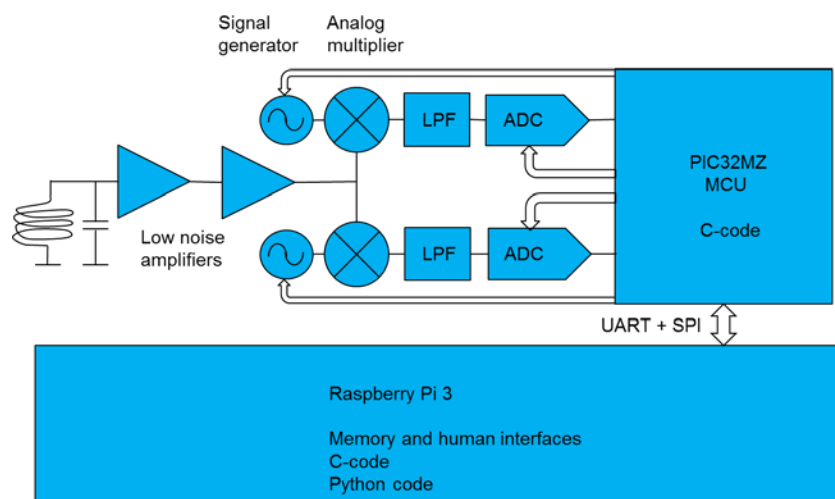 Signal
generator
Analog
multiplier
LPF
ADC
PIC32MZ
MCU
C-code
Low noise
amplifiers
LPF
ADC
UART + SPI
Raspberry Pi 3
Memory and human interfaces
C-code
Python code